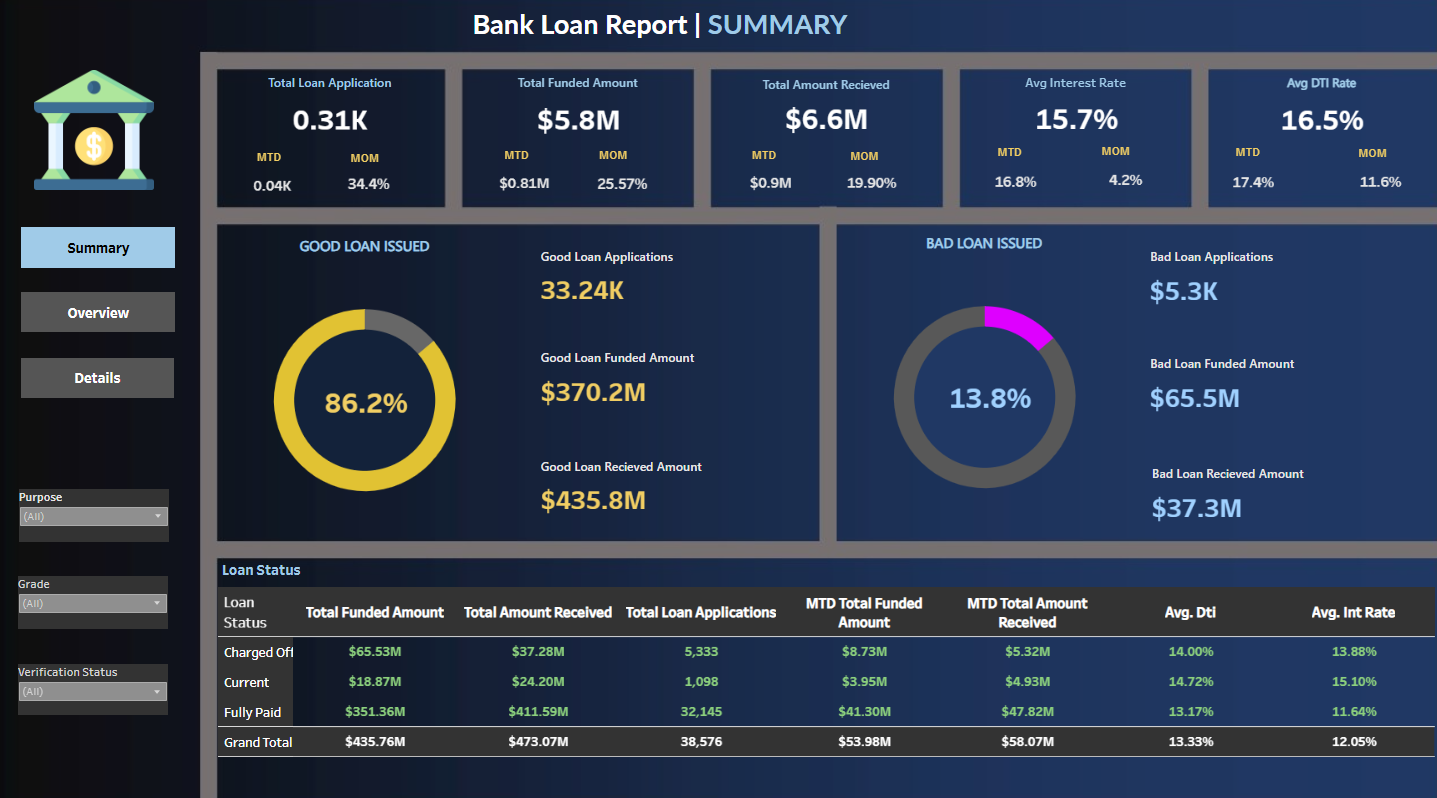 Bank Loan Report | SUMMARY
Total Loan Application
0.31K
MTD MOM
0.04K 34.4%
Total Funded Amount
$5.8M
MTD MOM
$0.81M 25.57%
Total Amount Recieved
$6.6M
MTD MOM
$0.9M 19.90%
Avg Interest Rate
15.7%
MTD MOM
16.8% 4.2%
Avg DTI Rate
16.5%
MTD MOM
17.4% 11.6%
$
Summary
Overview
Details
Purpose
(All)
Grade
(All)
Verification Status
(All)
GOOD LOAN ISSUED
86.2%
Good Loan Applications
33.24K
Good Loan Funded Amount
$370.2M
Good Loan Recieved Amount
$435.8M
BAD LOAN ISSUED
13.8%
Bad Loan Applications
$5.3K
Bad Loan Funded Amount
$65.5M
Bad Loan Recieved Amount
$37.3M
Loan Status
Loan Status Total Funded Amount Total Amount Received Total Loan Applications MTD Total Funded Amount MTD Total Amount Received Avg. Dti Avg. Int Rate
Charged Off $65.53M $37.28M 5,333 $8.73M $5.32M 14.00% 13.88%
Current $18.87M $24.20M 1,098 $3.95M $4.93M 14.72% 15.10%
Fully Paid $351.36M $411.59M 32,145 $41.30M $47.82M 13.17% 11.64%
Grand Total $435.76M $473.07M 38,576 $53.98M $58.07M 13.33% 12.05%